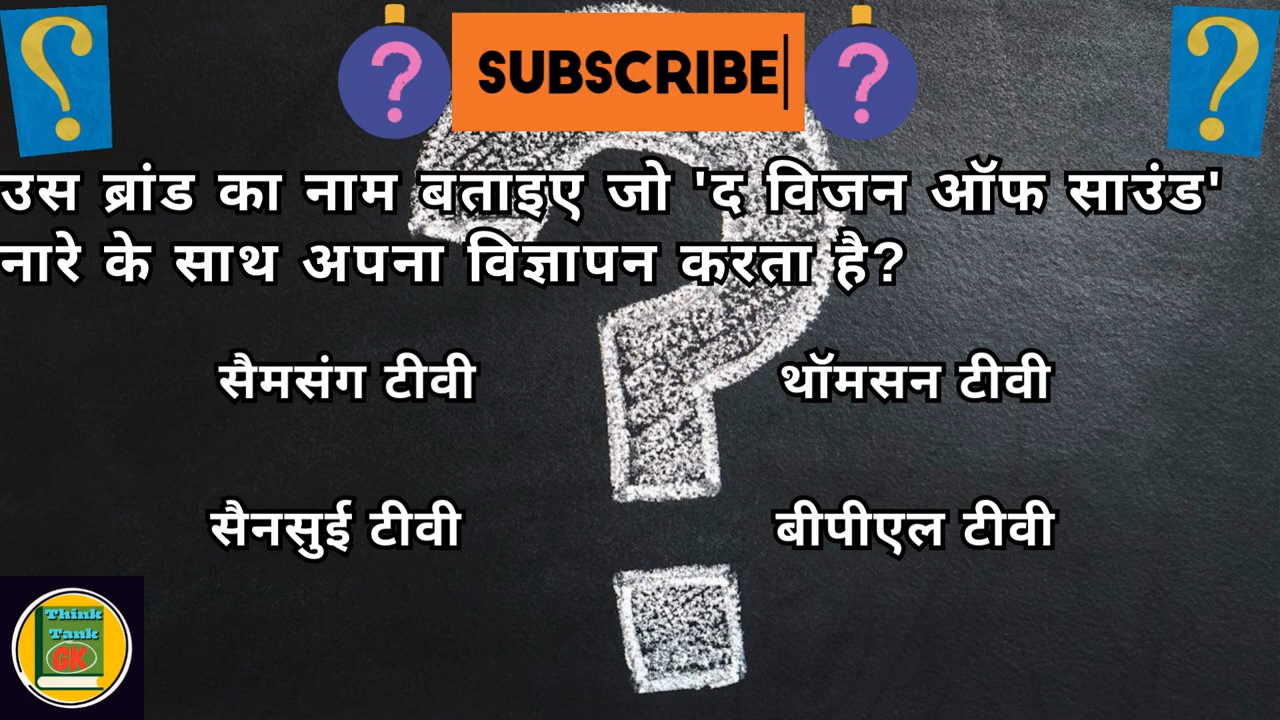 SUBSCRIBE
उस ब्रांड का नाम बताइए जो 'द विजन ऑफ साउंड'
नारे के साथ अपना विज्ञापन करता है?
सैमसंग टीवी
थॉमसन टीवी
सैनसुई टीवी
बीपीएल टीवी
Think
Tank
GK